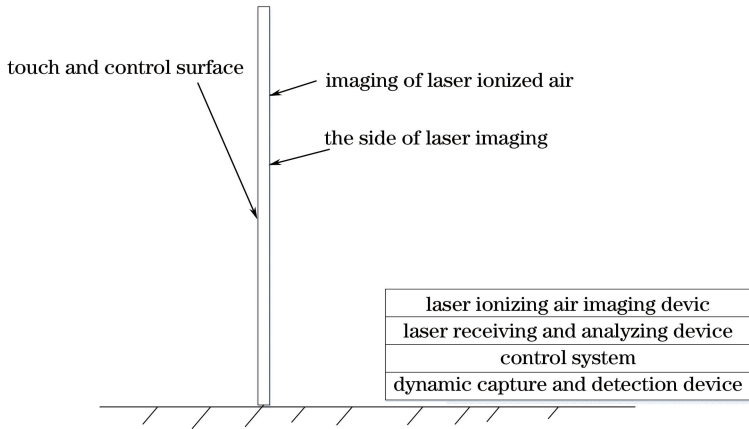 touch and control surface
imaging of laser ionized air
the side of laser imaging
laser ionizing air imaging devic
laser receiving and analyzing device
control system
dynamic capture and detection device